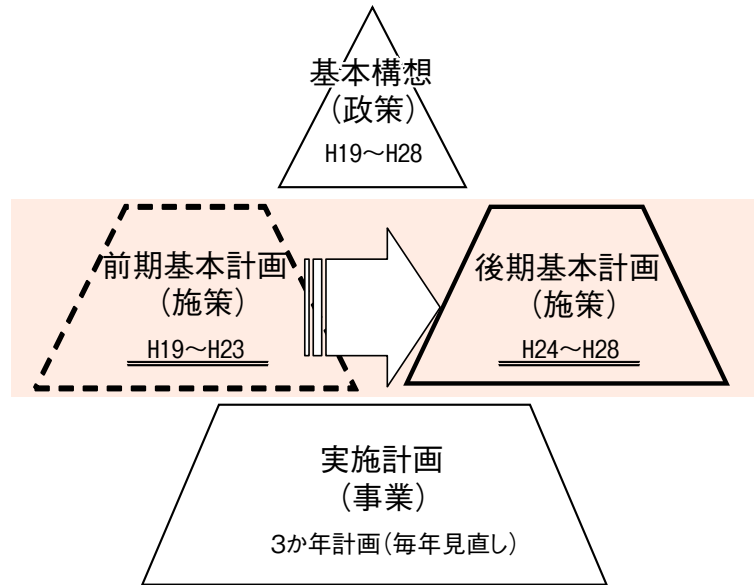 基本構想
（政策）
H19～H28
前期基本計画
（施策）
H19～H23
後期基本計画
（施策）
H24～H28
実施計画
（事業）
3か年計画（毎年見直し）